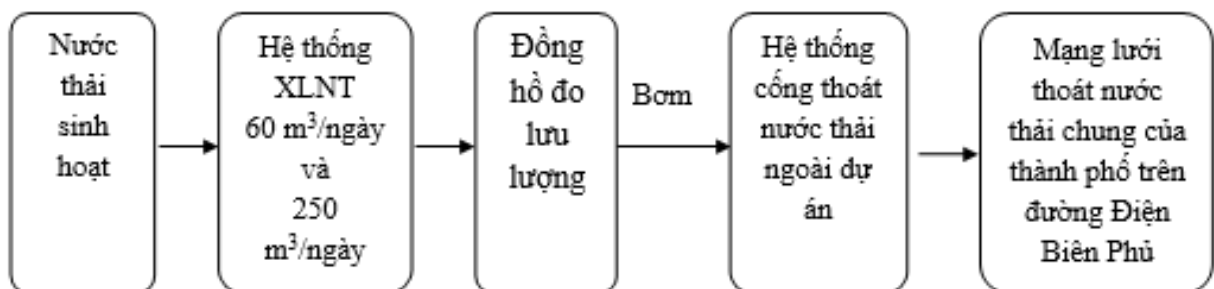 Nước
thải
sinh
hoạt
Hệ thống
XLNT
60 m³/ngày
và
250
m³/ngày
Đồng
hồ đo
lưu
lượng
Bơm
Hệ thống
cống thoát
nước thải
ngoài dự
án
Mạng lưới
thoát nước
thải chung của
thành phố trên
đường Điện
Biên Phủ